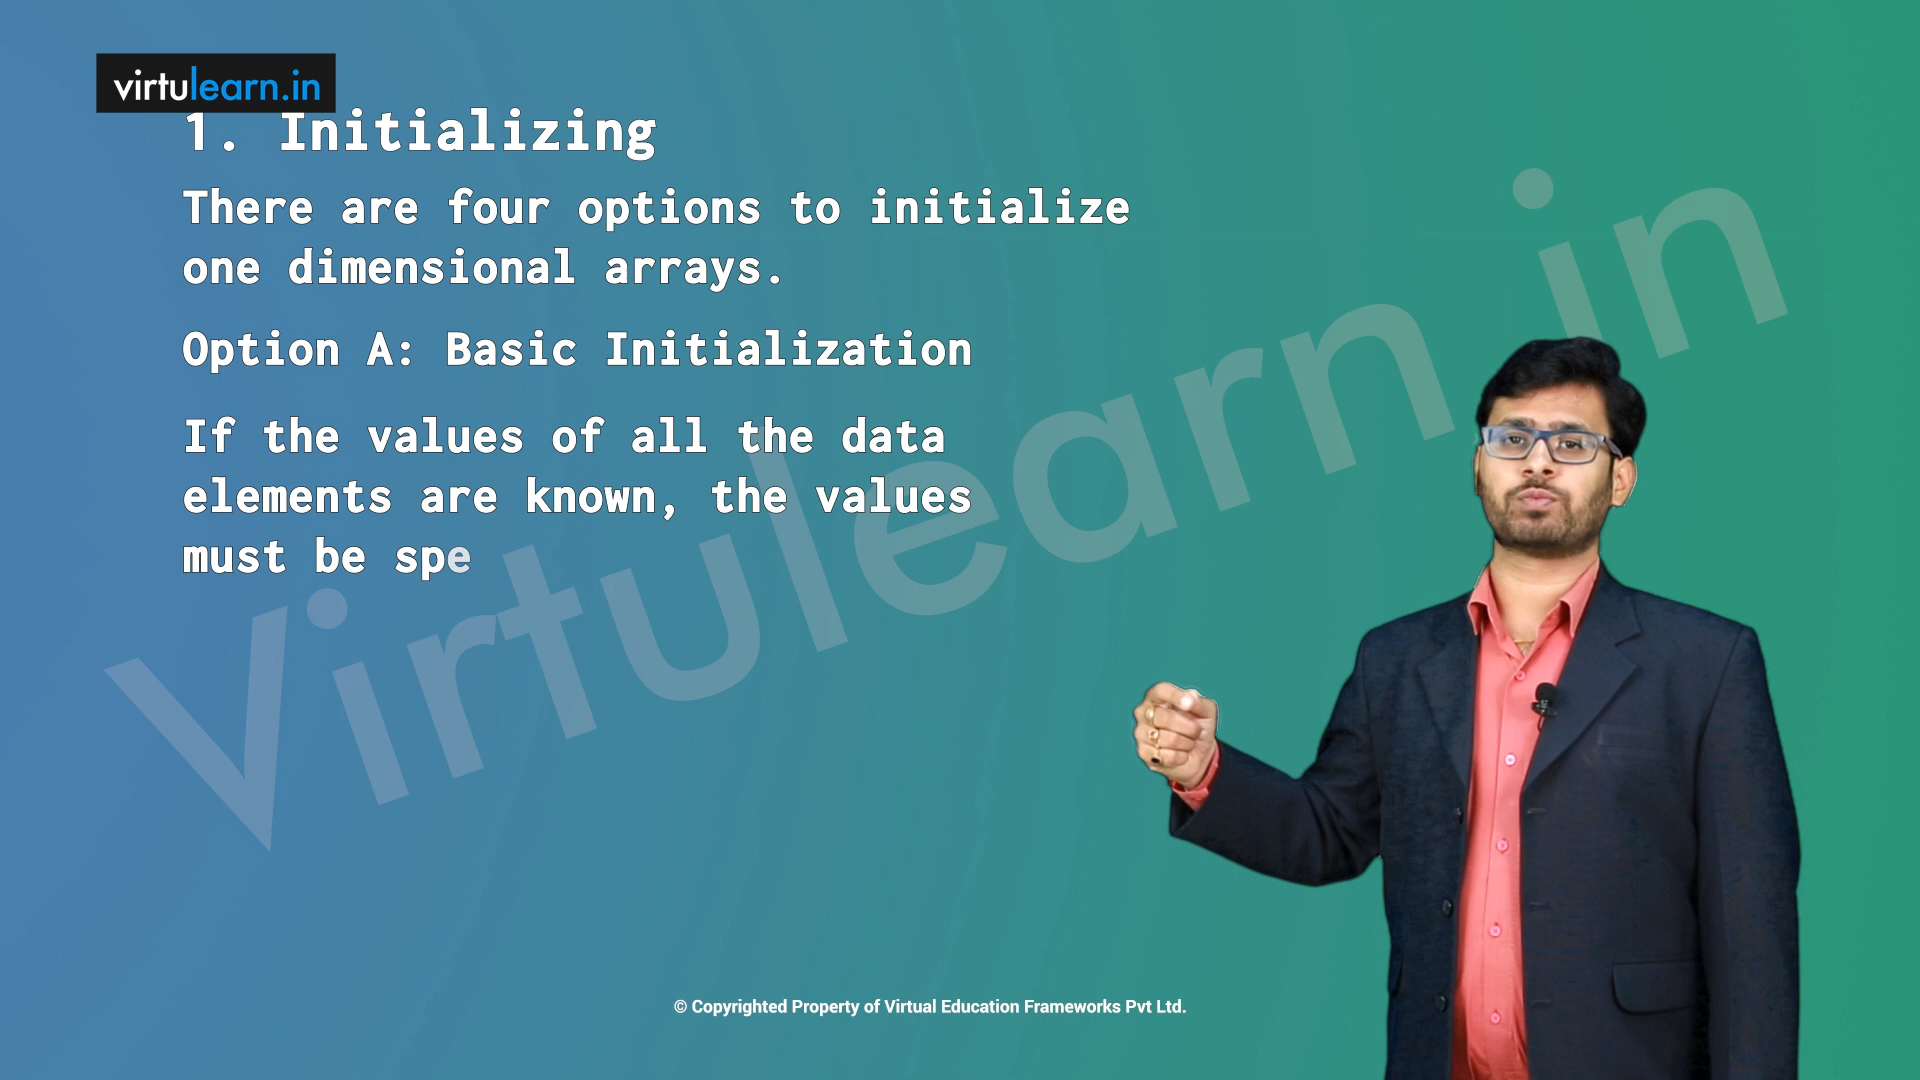 virtulearn.in
1. Initializing
There are four options to initialize
one dimensional arrays.
Option A: Basic Initialization
If the values of all the data
elements are known, the values
must be spe
Virtulearn.in
© Copyrighted Property of Virtual Education Frameworks Pvt Ltd.